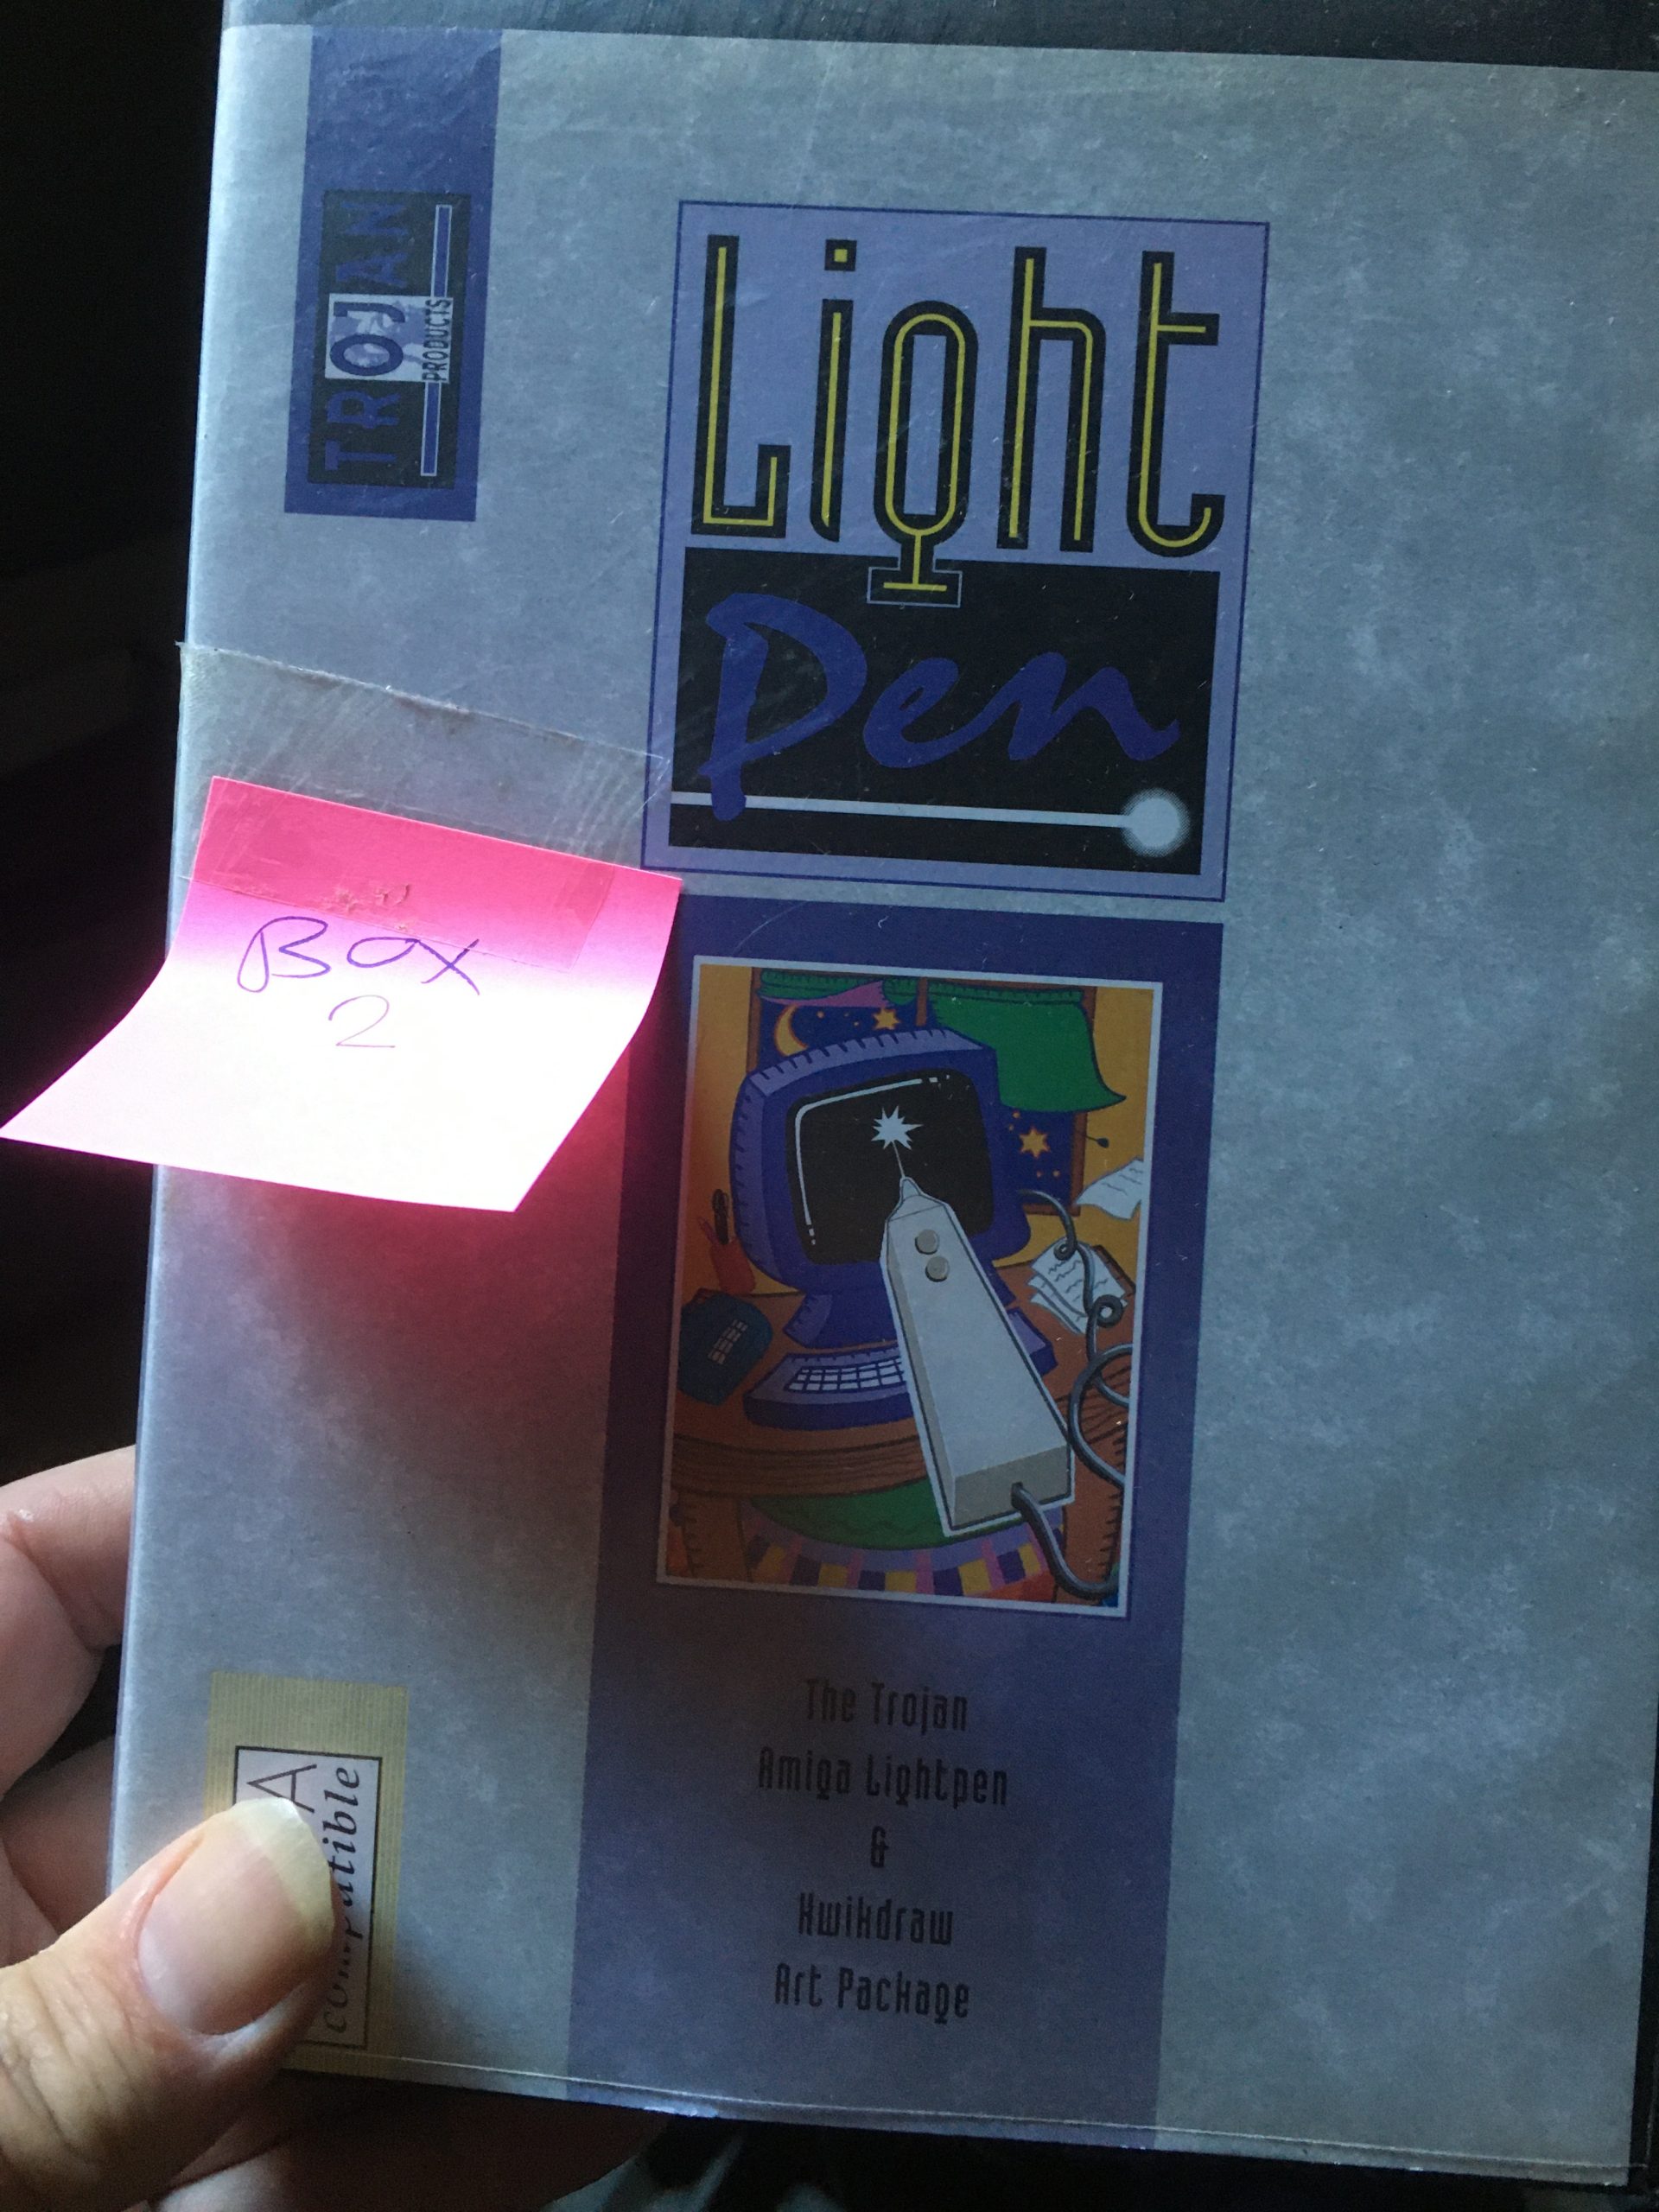 TROJAN
PRODUCTS
Light
Pen
BOX
2
The Trojan
Amiga Lightpen
&
Kwikdraw
Art Package
A
compatible